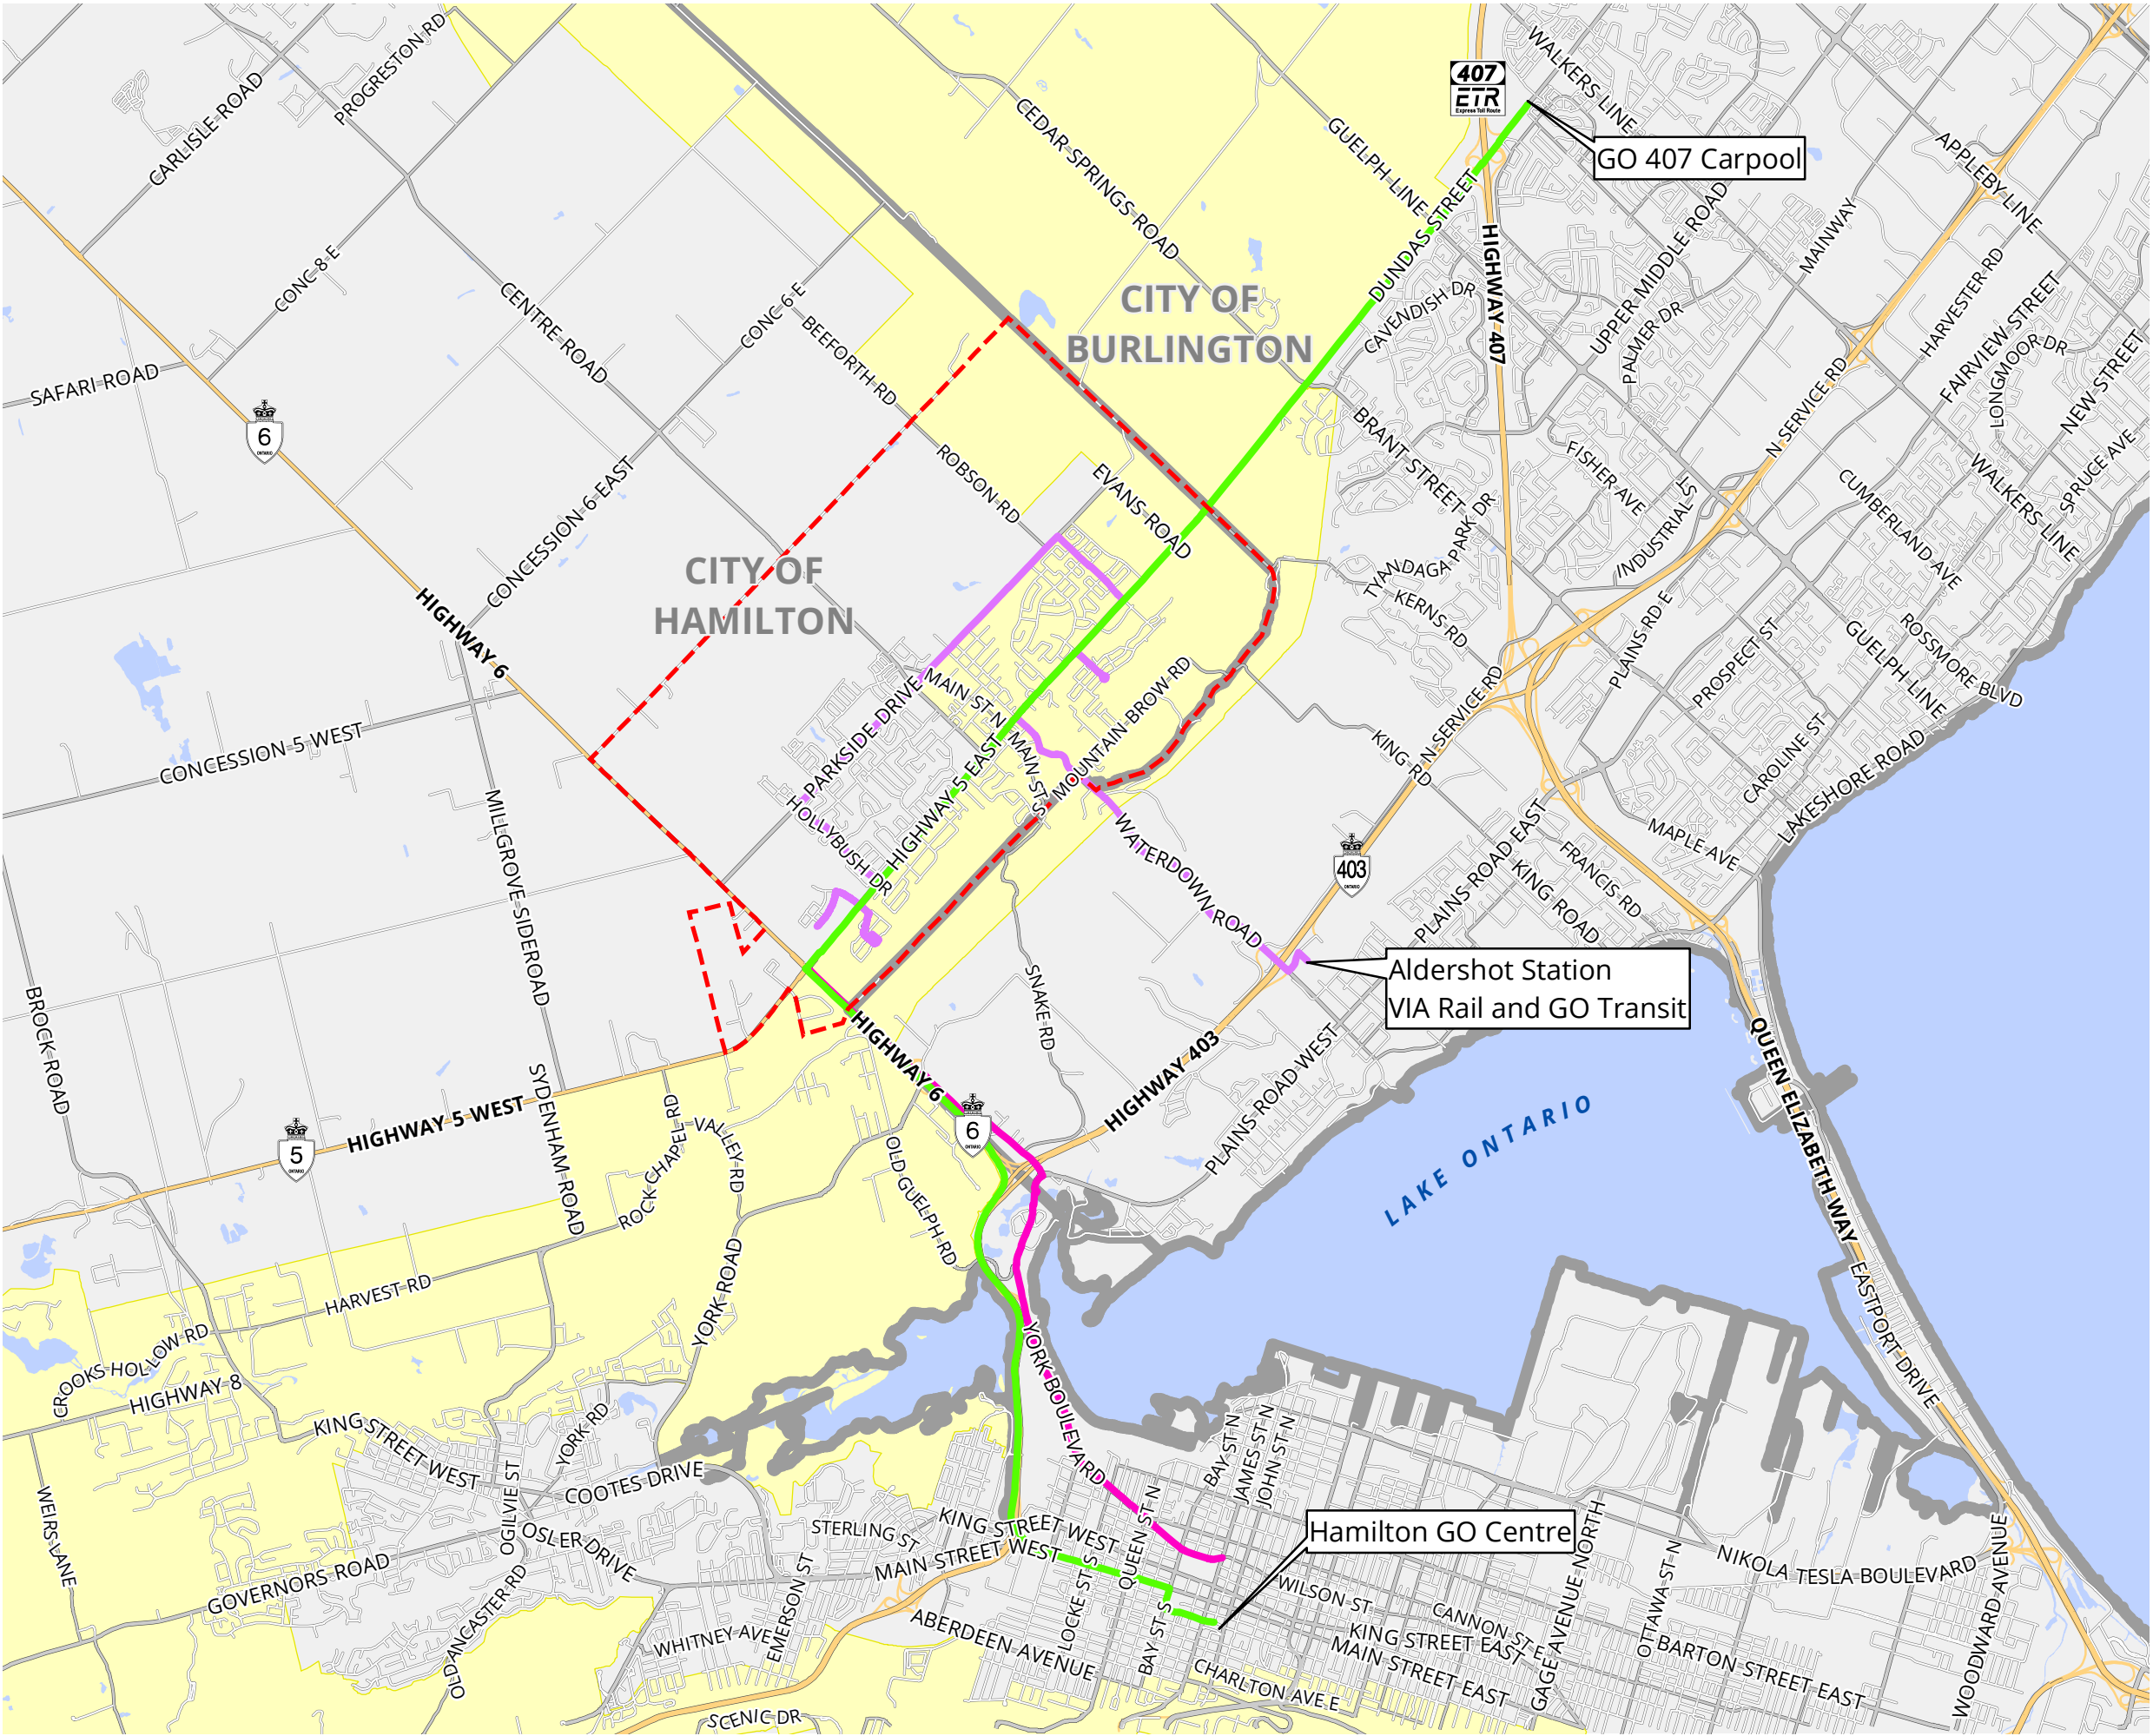 WALKERS LINE
PROGRESTON RD
CARLISLE ROAD
407
ETR
Express Toll Route
CEDAR SPRINGS ROAD
GUELPH LINE
GO 407 Carpool
APPLEBY LINE
DUNDAS STREET
UPPER MIDDLE ROAD
MAINWAY
CONC 8 E
CENTRE ROAD
CONC 6 E
BEEFORTH RD
CITY OF
BURLINGTON
HIGHWAY 407
CAVENDISH DR
PALMER DR
HARVESTER RD
FAIRVIEW STREET
LONGMOOR DR
NEW STREET
SAFARI ROAD
6
ONTARIO
N SERVICE RD
BRANT STREET
ROBSON RD
EVANS ROAD
FISHER AVE
INDUSTRIAL ST
CUMBERLAND AVE
WALKERS LINE
SPRUCE AVE
CONCESSION 6 EAST
CITY OF
HAMILTON
HIGHWAY 6
TYANDAGA PARK DR
KERNS RD
PLAINS RD E
PROSPECT ST
GUELPH LINE
ROSSMORE BLVD
MAIN ST N
PARKSIDE DRIVE
MAIN ST S
MOUNTAIN BROW RD
N SERVICE RD
KING RD
CAROLINE ST
LAKESHORE ROAD
CONCESSION 5 WEST
HIGHWAY 5 EAST
HOLLYBUSH DR
MILLGROVE SIDEROAD
WATERDOWN ROAD
403
ONTARIO
PLAINS ROAD EAST
KING ROAD
FRANCIS RD
MAPLE AVE
Aldershot Station
VIA Rail and GO Transit
BROCK ROAD
SNAKE RD
HIGHWAY 6
6
ONTARIO
HIGHWAY 403
PLAINS ROAD WEST
QUEEN ELIZABETH WAY
LAKE ONTARIO
SYDENHAM ROAD
HIGHWAY 5 WEST
5
ONTARIO
ROCK CHAPEL RD
VALLEY RD
OLD GUELPH RD
YORK ROAD
HARVEST RD
CROOKS HOLLOW RD
HIGHWAY 8
YORK BOULEVARD
EASTPORT DRIVE
KING STREET WEST
YORK RD
OGILVIE ST
COOTES DRIVE
BAY ST N
JAMES ST N
JOHN ST N
QUEEN ST N
WEIRS LANE
GOVERNORS ROAD
OSLER DRIVE
OLD ANCASTER RD
STERLING ST
KING STREET WEST
MAIN STREET WEST
Hamilton GO Centre
NIKOLA TESLA BOULEVARD
WOODWARD AVENUE
EMERSON ST
WHITNEY AVE
ABERDEEN AVENUE
LOCKE ST S
BAY ST S
WILSON ST
CANNON ST E
KING STREET EAST
MAIN STREET EAST
GAGE AVENUE NORTH
OTTAWA ST N
BARTON STREET EAST
CHARLTON AVE E
SCENIC DR